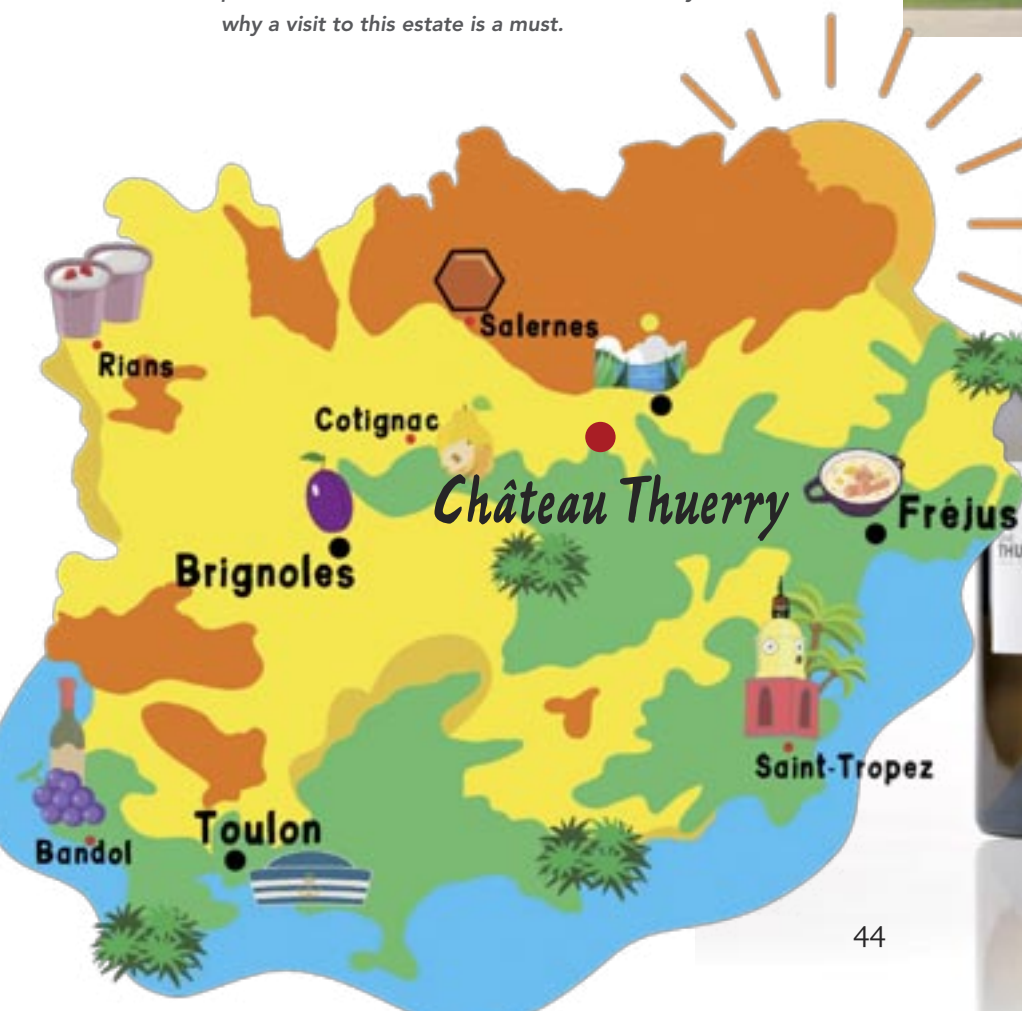 why a visit to this estate is a must.
Salernes
Rians
Cotignac
Château Thuerry
Fréjus
THU
Brignoles
Saint-Tropez
Toulon
Bandol
44